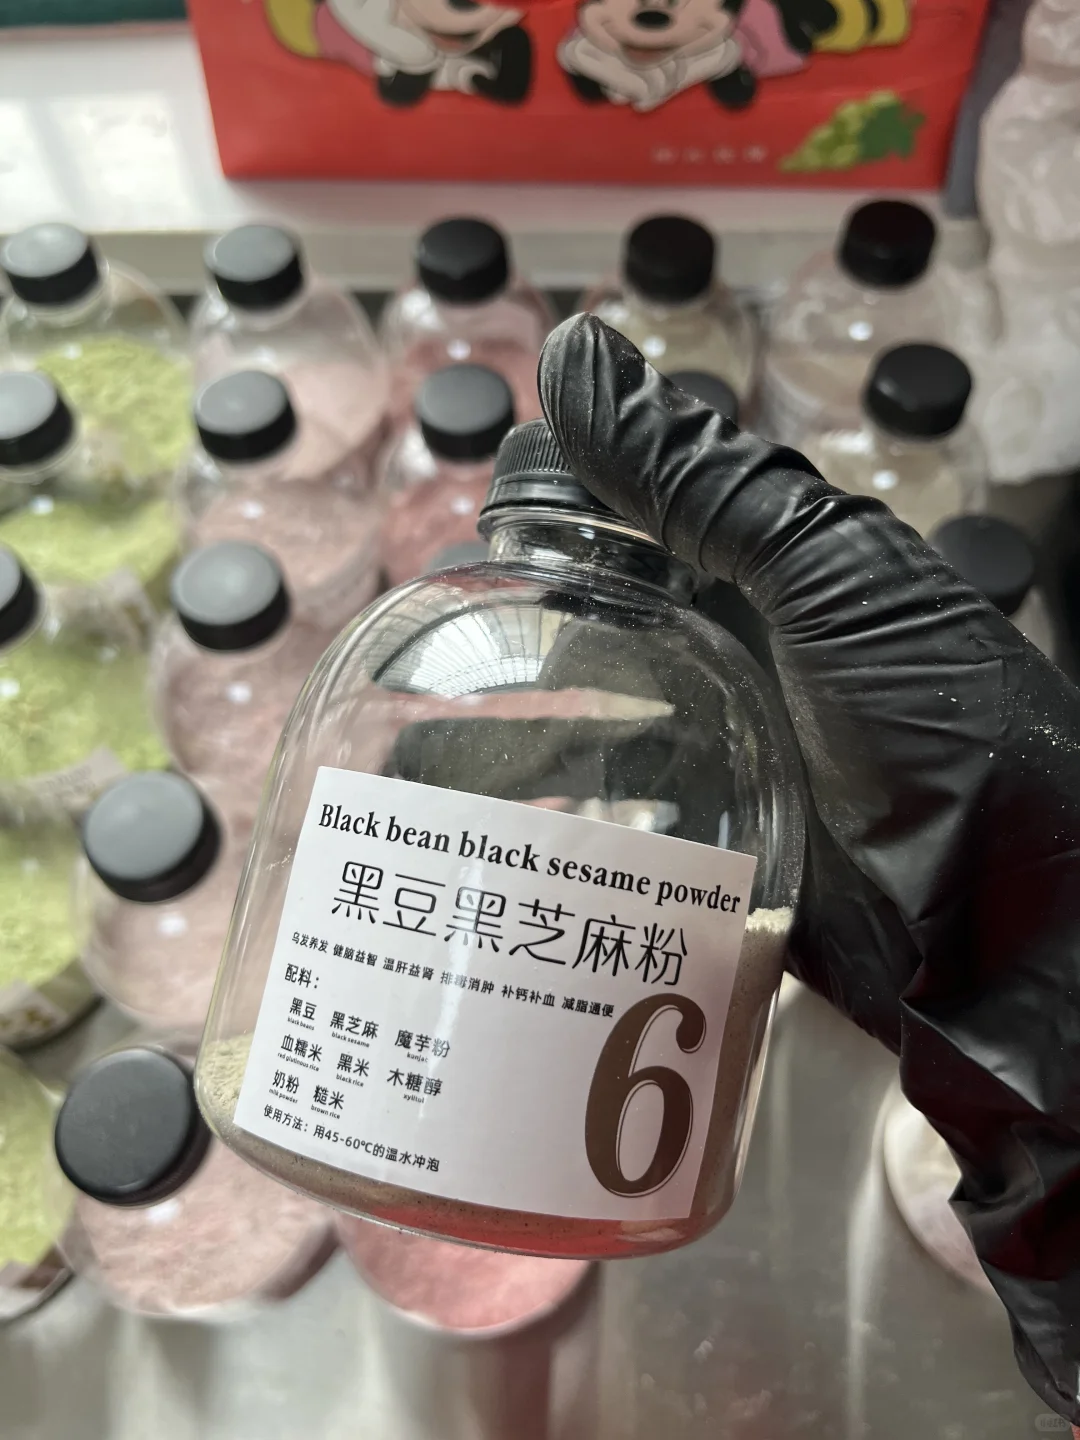 Black bean black sesame powder
黑豆黑芝麻粉
乌发养发 健脑益智 温肝益肾 排毒消肿 补钙补血 减脂通便
配料：
黑豆 黑芝麻 魔芋粉
black beans black sesame
血糯米 黑米 木糖醇
red glutinous rice black rice xylitol
奶粉 糙米
milk powder brown rice
使用方法：用45-60℃的温水冲泡
6